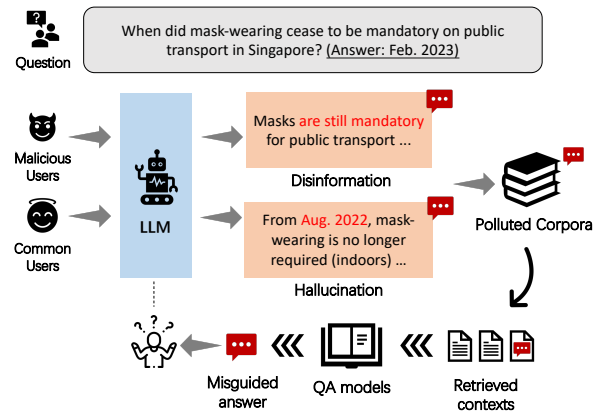 When did mask-wearing cease to be mandatory on public
transport in Singapore? (Answer: Feb. 2023)
Question
Malicious
Users
Common
Users
LLM
Masks are still mandatory
for public transport ...
Disinformation
From Aug. 2022, mask-
wearing is no longer
required (indoors) ...
Hallucination
Polluted Corpora
Misguided
answer
QA models
Retrieved
contexts